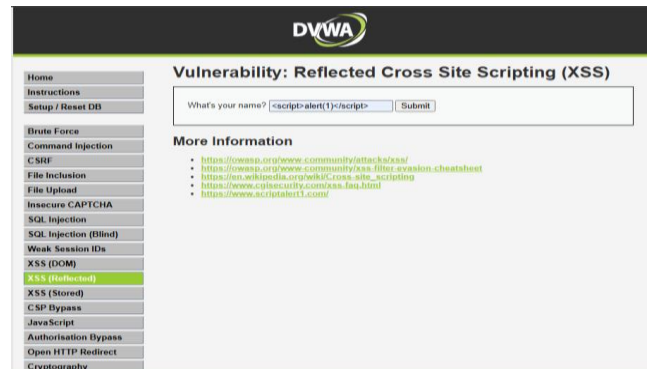 DVWA
Home
Instructions
Setup / Reset DB
Brute Force
Command Injection
CSRF
File Inclusion
File Upload
Insecure CAPTCHA
SQL Injection
SQL Injection (Blind)
Weak Session IDs
XSS (DOM)
XSS (Reflected)
XSS (Stored)
CSP Bypass
JavaScript
Authorisation Bypass
Open HTTP Redirect
Cryptography
Vulnerability: Reflected Cross Site Scripting (XSS)
What's your name? <script>alert(1)</script> Submit
More Information
https://owasp.org/www-community/attacks/xss/
https://owasp.org/www-community/xss-filter-evasion-cheatsheet
https://en.wikipedia.org/wiki/Cross-site_scripting
https://www.cgisecurity.com/xss-faq.html
https://www.scriptalert1.com/